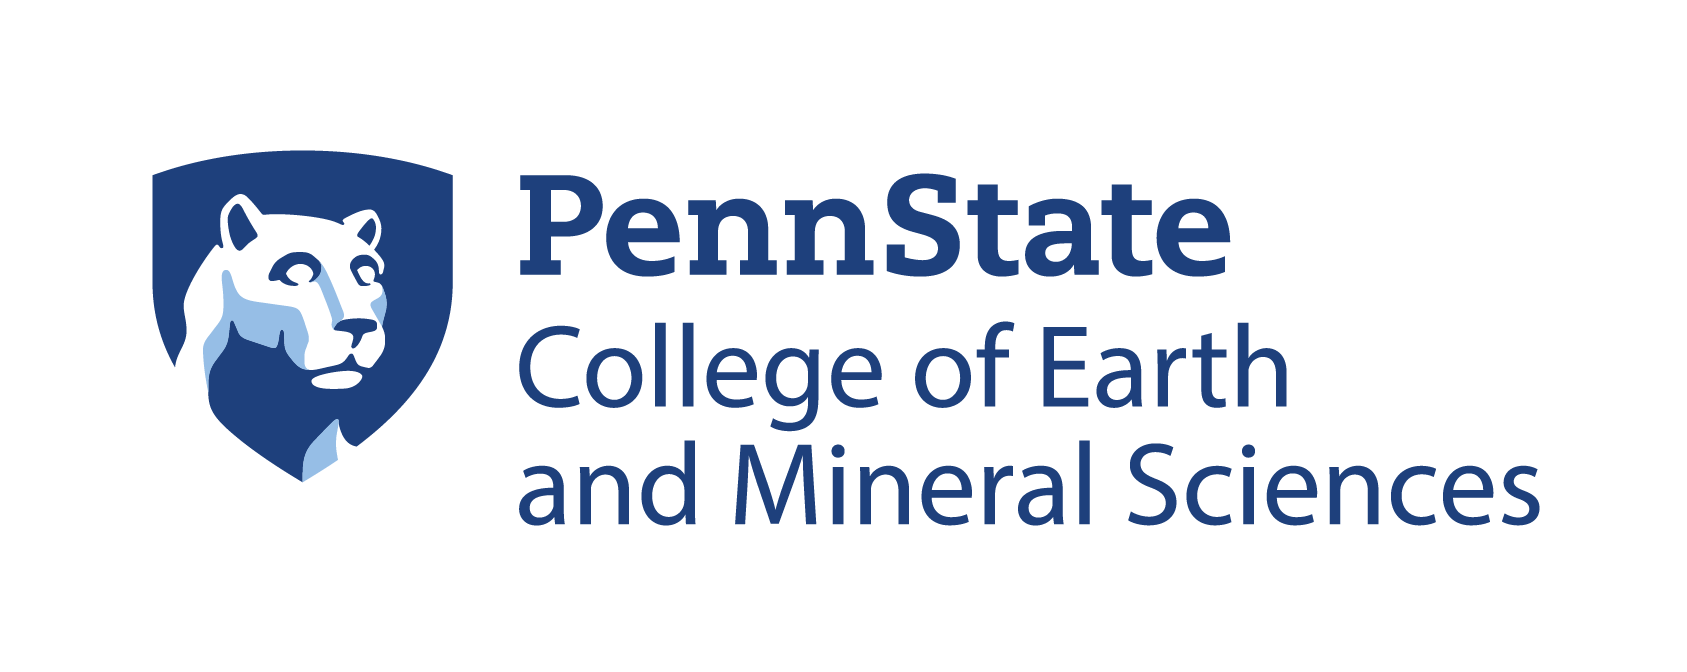 PennState
College of Earth
and Mineral Sciences